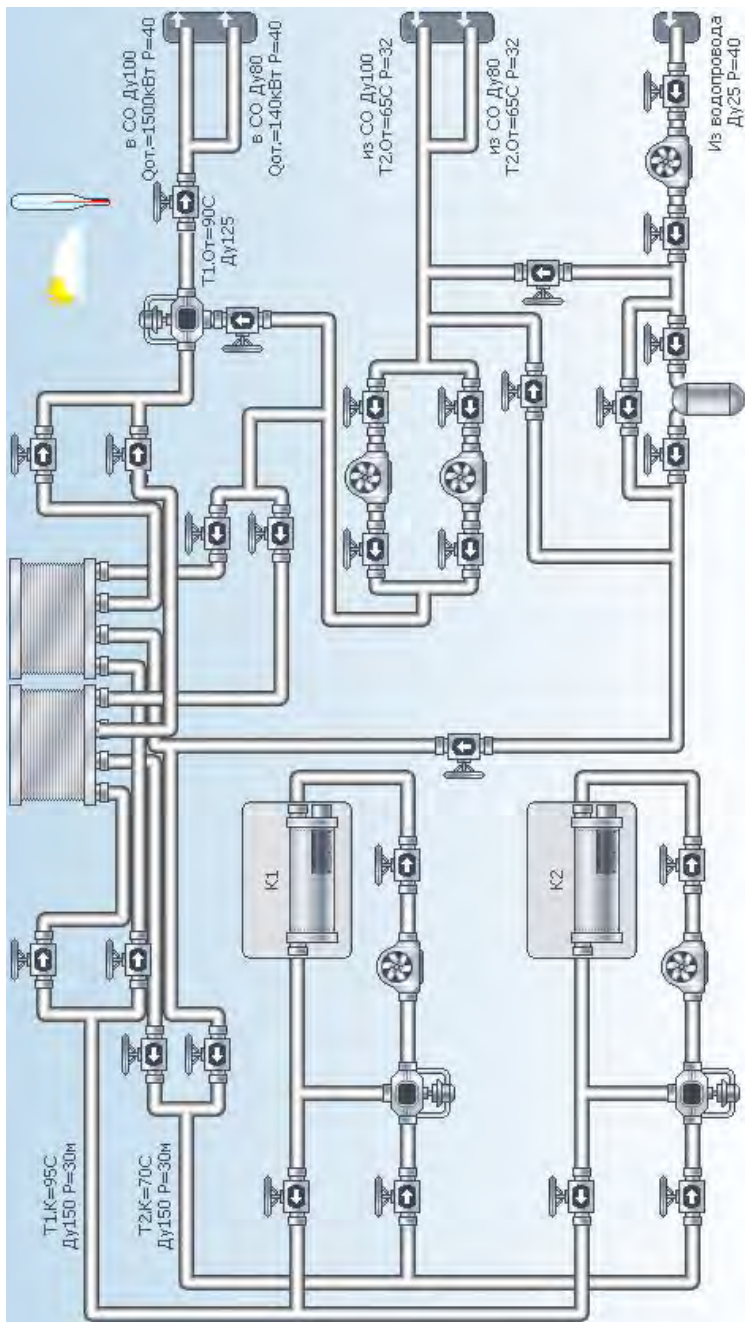 в СО Ду100
Qот.=1500кВт Р=40
в СО Ду80
Qот.=140кВт Р=40
Т1.От=90С
Ду125
из СО Ду100
Т2.От=65С Р=32
из СО Ду80
Т2.От=65С Р=32
Из водопровода
Ду25 Р=40
К1
К2
Т1.К=95С
Ду150 Р=30м
Т2.К=70С
Ду150 Р=30м